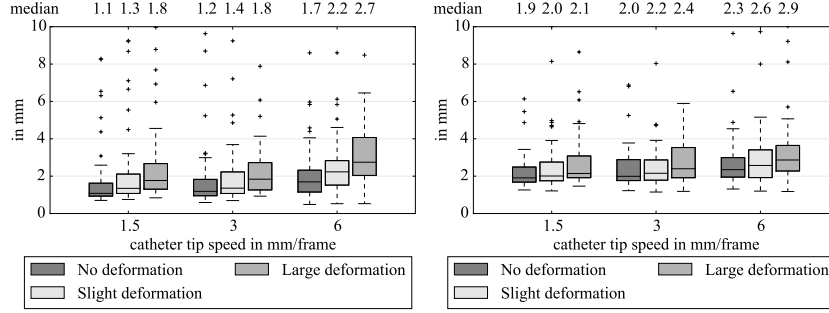 median 1.1 1.3 1.8 1.2 1.4 1.8 1.7 2.2 2.7
10
8
6
4
2
0
in mm
1.5 3 6
catheter tip speed in mm/frame
No deformation
Large deformation
Slight deformation
median 1.9 2.0 2.1 2.0 2.2 2.4 2.3 2.6 2.9
10
8
6
4
2
0
in mm
1.5 3 6
catheter tip speed in mm/frame
No deformation
Large deformation
Slight deformation